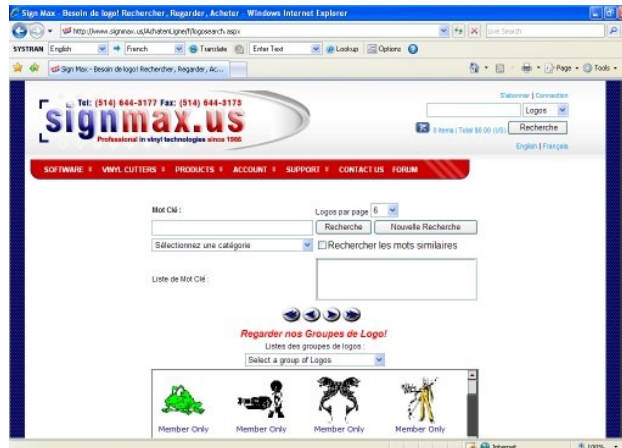 Sign Max - Besoin de logo! Rechercher, Regarder, Acheter - Windows Internet Explorer
http://www.signmax.us/AchatenLigne/f/logosearch.aspx
Live Search
SYSTRAN English French Translate Enter Text Lookup Options
Sign Max - Besoin de logo! Rechercher, Regarder, Ac...
Page Tools
S'abonner | Connection
Tel: (514) 644-3177 Fax: (514) 644-3173
signmax.us
Professional in vinyl technologies since 1986
Logos
0 items | Total $0.00 (US)
Recherche
English | Français
SOFTWARE VINYL CUTTERS PRODUCTS ACCOUNT SUPPORT CONTACT US FORUM
Mot Clé :
Logos par page 6
Recherche
Nouvelle Recherche
Sélectionnez une catégorie
Rechercher les mots similaires
Liste de Mot Clé :
Regarder nos Groupes de Logo!
Listes des groupes de logos :
Select a group of Logos
Member Only
Member Only
Member Only
Member Only
Internet
100%